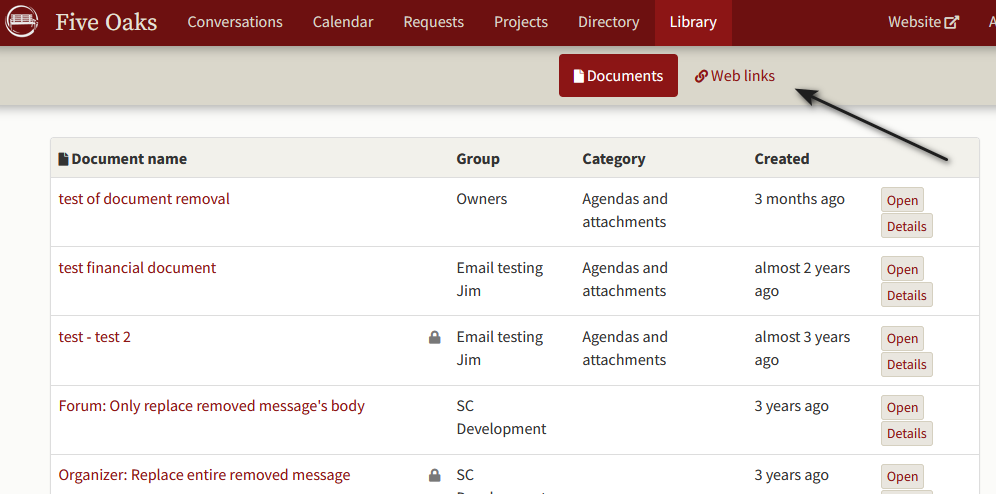 Five Oaks Conversations Calendar Requests Projects Directory Library Website A
Documents Web links
Document name Group Category Created
test of document removal Owners Agendas and attachments 3 months ago Open Details
test financial document Email testing Jim Agendas and attachments almost 2 years ago Open Details
test - test 2 Email testing Jim Agendas and attachments almost 3 years ago Open Details
Forum: Only replace removed message's body SC Development 3 years ago Open Details
Organizer: Replace entire removed message SC 3 years ago Open